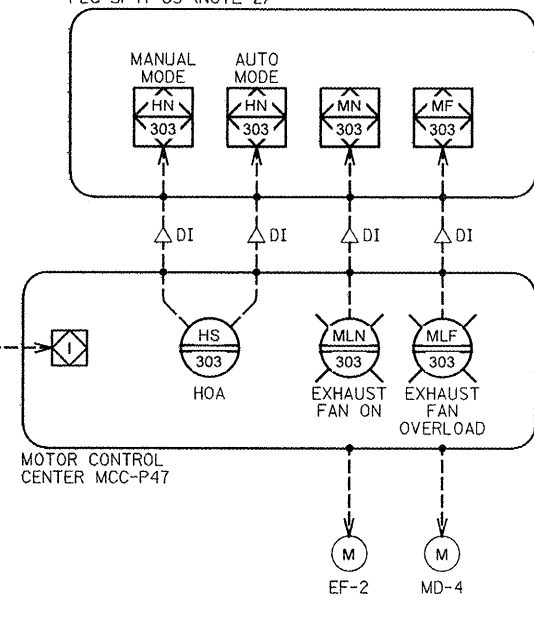 MANUAL AUTO
MODE MODE
HN HN MN MF
303 303 303 303
DI DI DI DI
I
HS MLN MLF
303 303 303
HOA EXHAUST EXHAUST
FAN ON FAN
OVERLOAD
MOTOR CONTROL
CENTER MCC-P47
M M
EF-2 MD-4